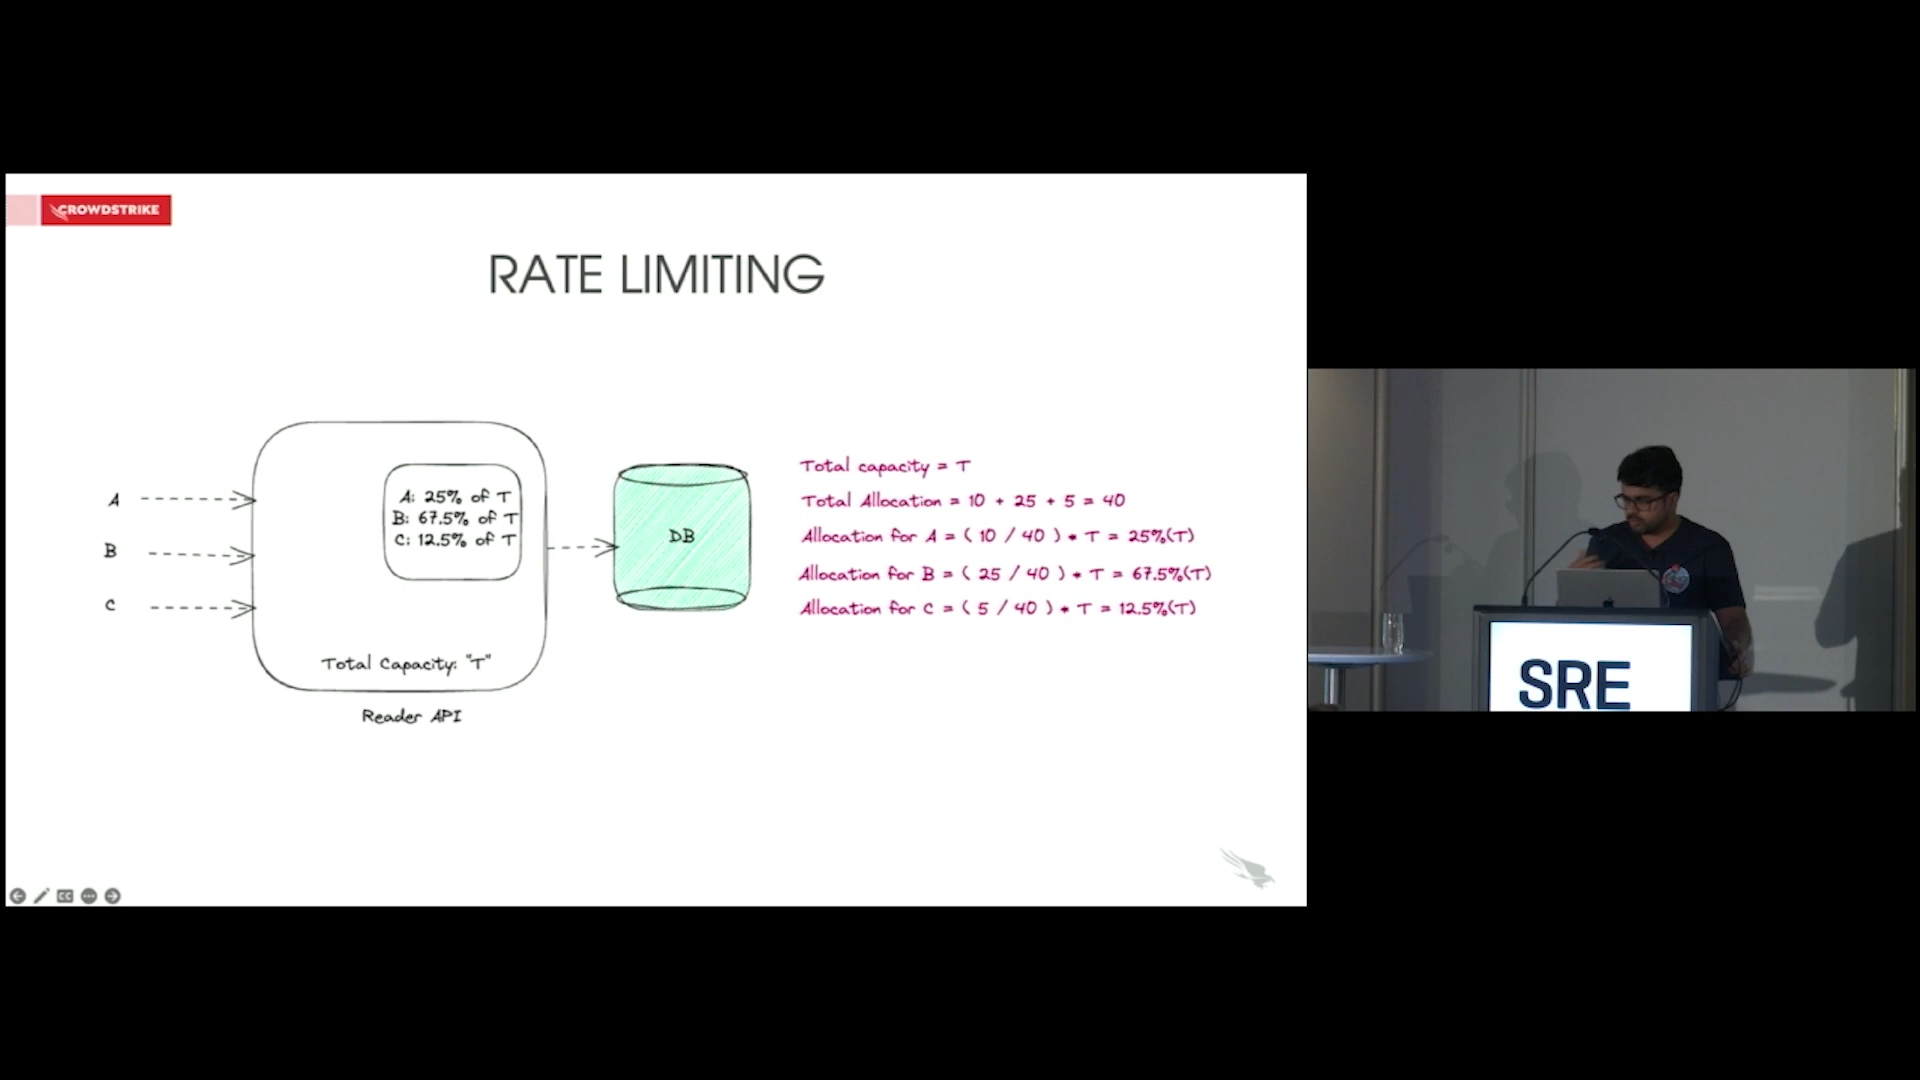 CROWDSTRIKE
RATE LIMITING
A
B
C
A: 25% of T
B: 67.5% of T
C: 12.5% of T
Total Capacity: "T"
Reader API
DB
Total capacity = T
Total Allocation = 10 + 25 + 5 = 40
Allocation for A = ( 10 / 40 ) * T = 25%(T)
Allocation for B = ( 25 / 40 ) * T = 67.5%(T)
Allocation for C = ( 5 / 40 ) * T = 12.5%(T)
CC
SRE